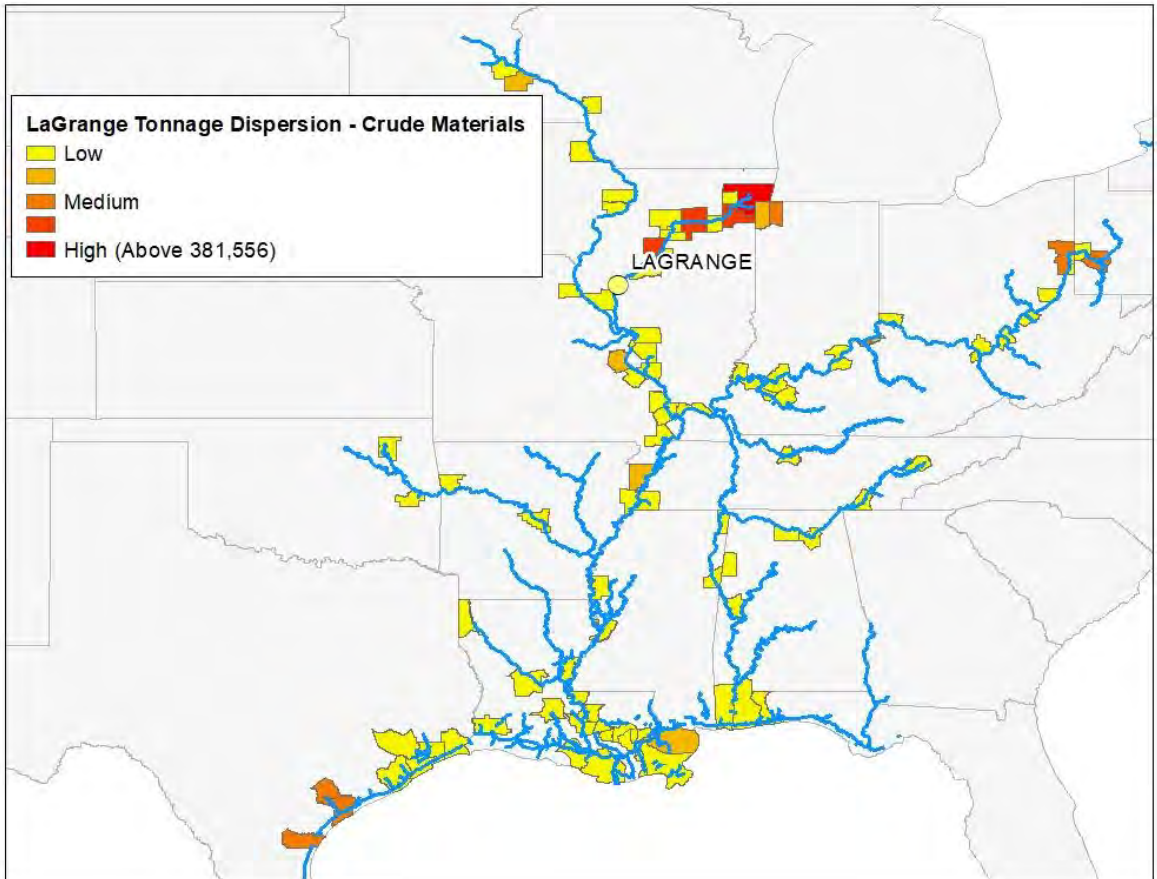 LaGrange Tonnage Dispersion - Crude Materials
Low
Medium
High (Above 381,556)
LAGRANGE